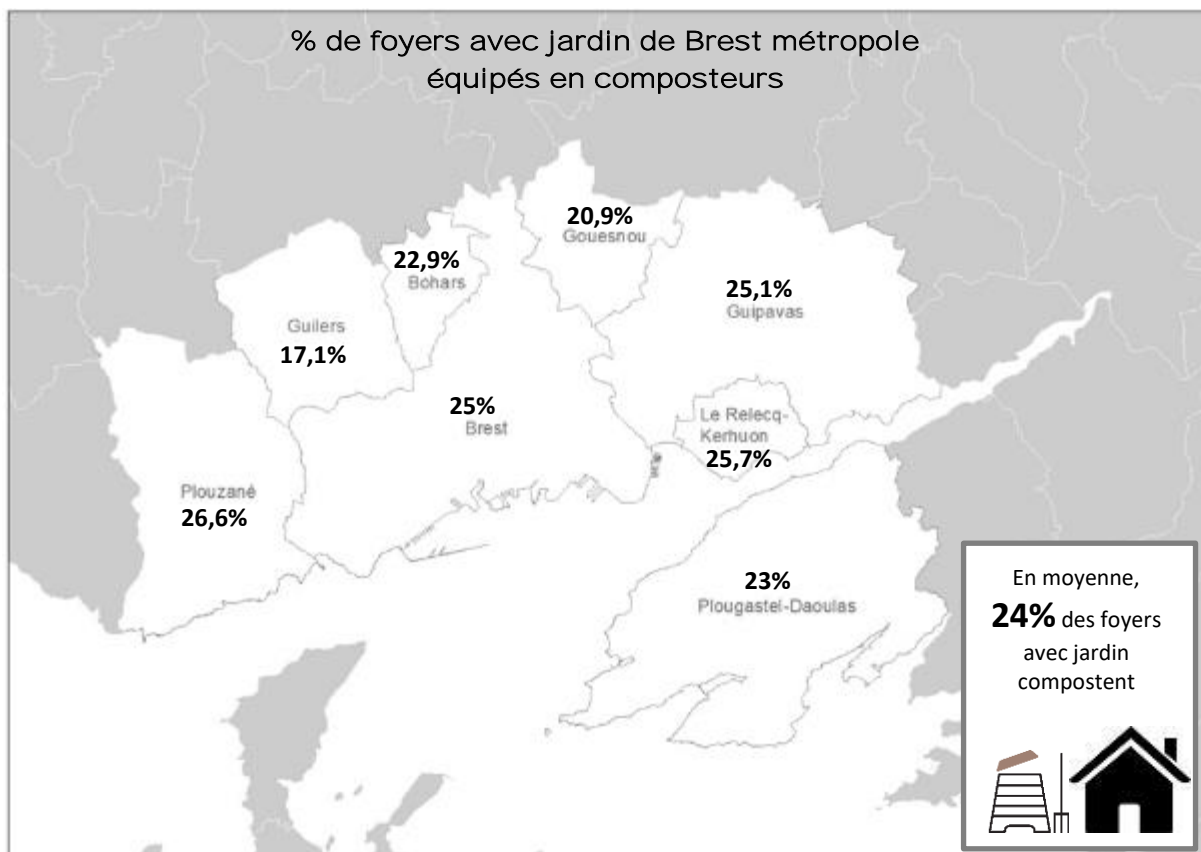 % de foyers avec jardin de Brest métropole
équipés en composteurs
20,9%
Gouesnou
22,9%
Bohars
25,1%
Guipavas
Guilers
17,1%
25%
Brest
Le Relecq-
Kerhuon
25,7%
Plouzané
26,6%
23%
Plougastel-Daoulas
En moyenne,
24% des foyers
avec jardin
compostent